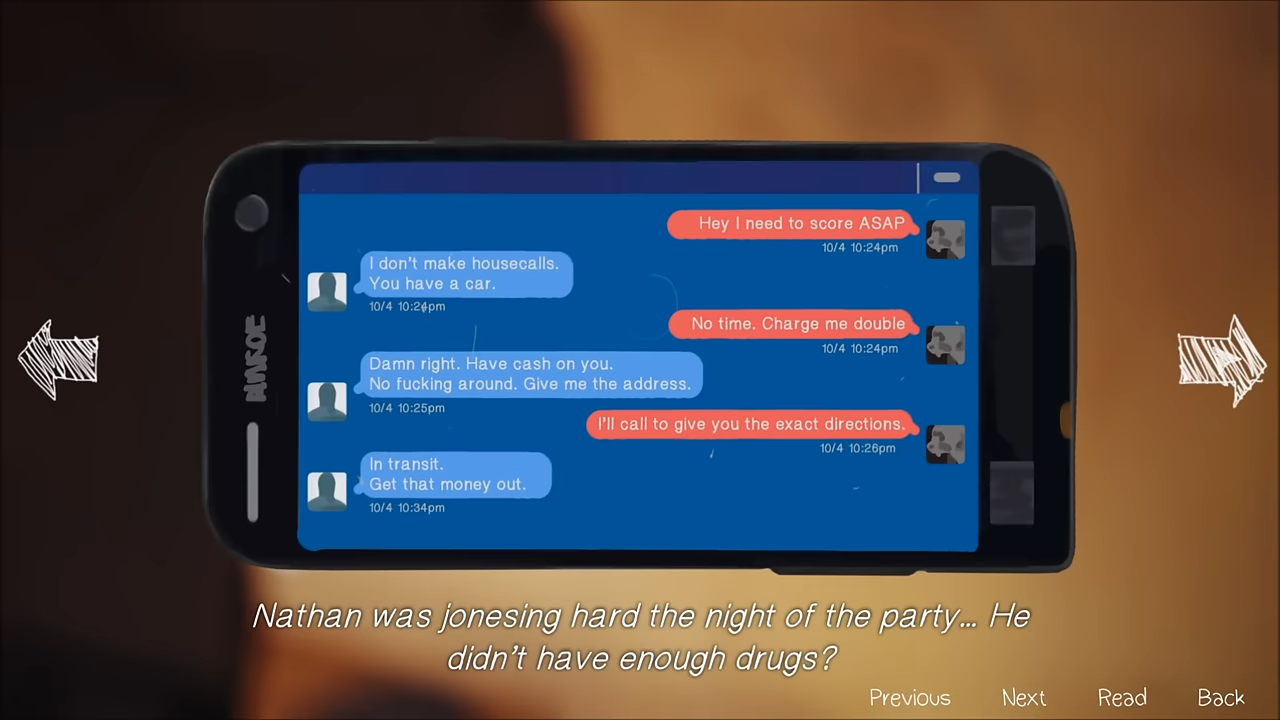 Hey I need to score ASAP
10/4 10:24pm
I don't make housecalls.
You have a car.
10/4 10:24pm
No time. Charge me double
10/4 10:24pm
Damn right. Have cash on you.
No fucking around. Give me the address.
10/4 10:25pm
I'll call to give you the exact directions.
10/4 10:26pm
In transit.
Get that money out.
10/4 10:34pm
Nathan was jonesing hard the night of the party... He
didn't have enough drugs?
Previous Next Read Back